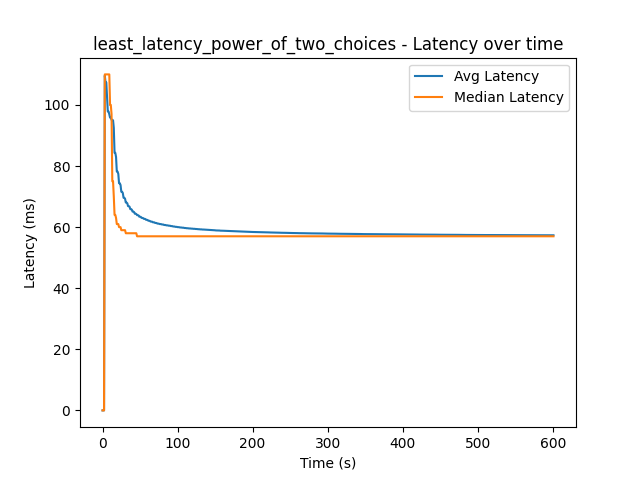 least_latency_power_of_two_choices - Latency over time
Avg Latency
Median Latency
Latency (ms)
100
80
60
40
20
0
0 100 200 300 400 500 600
Time (s)